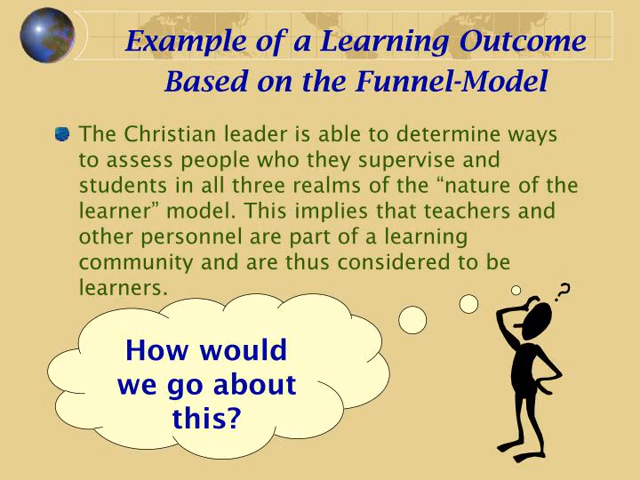 Example of a Learning Outcome
Based on the Funnel-Model
The Christian leader is able to determine ways
to assess people who they supervise and
students in all three realms of the “nature of the
learner” model. This implies that teachers and
other personnel are part of a learning
community and are thus considered to be
learners.
?
How would
we go about
this?